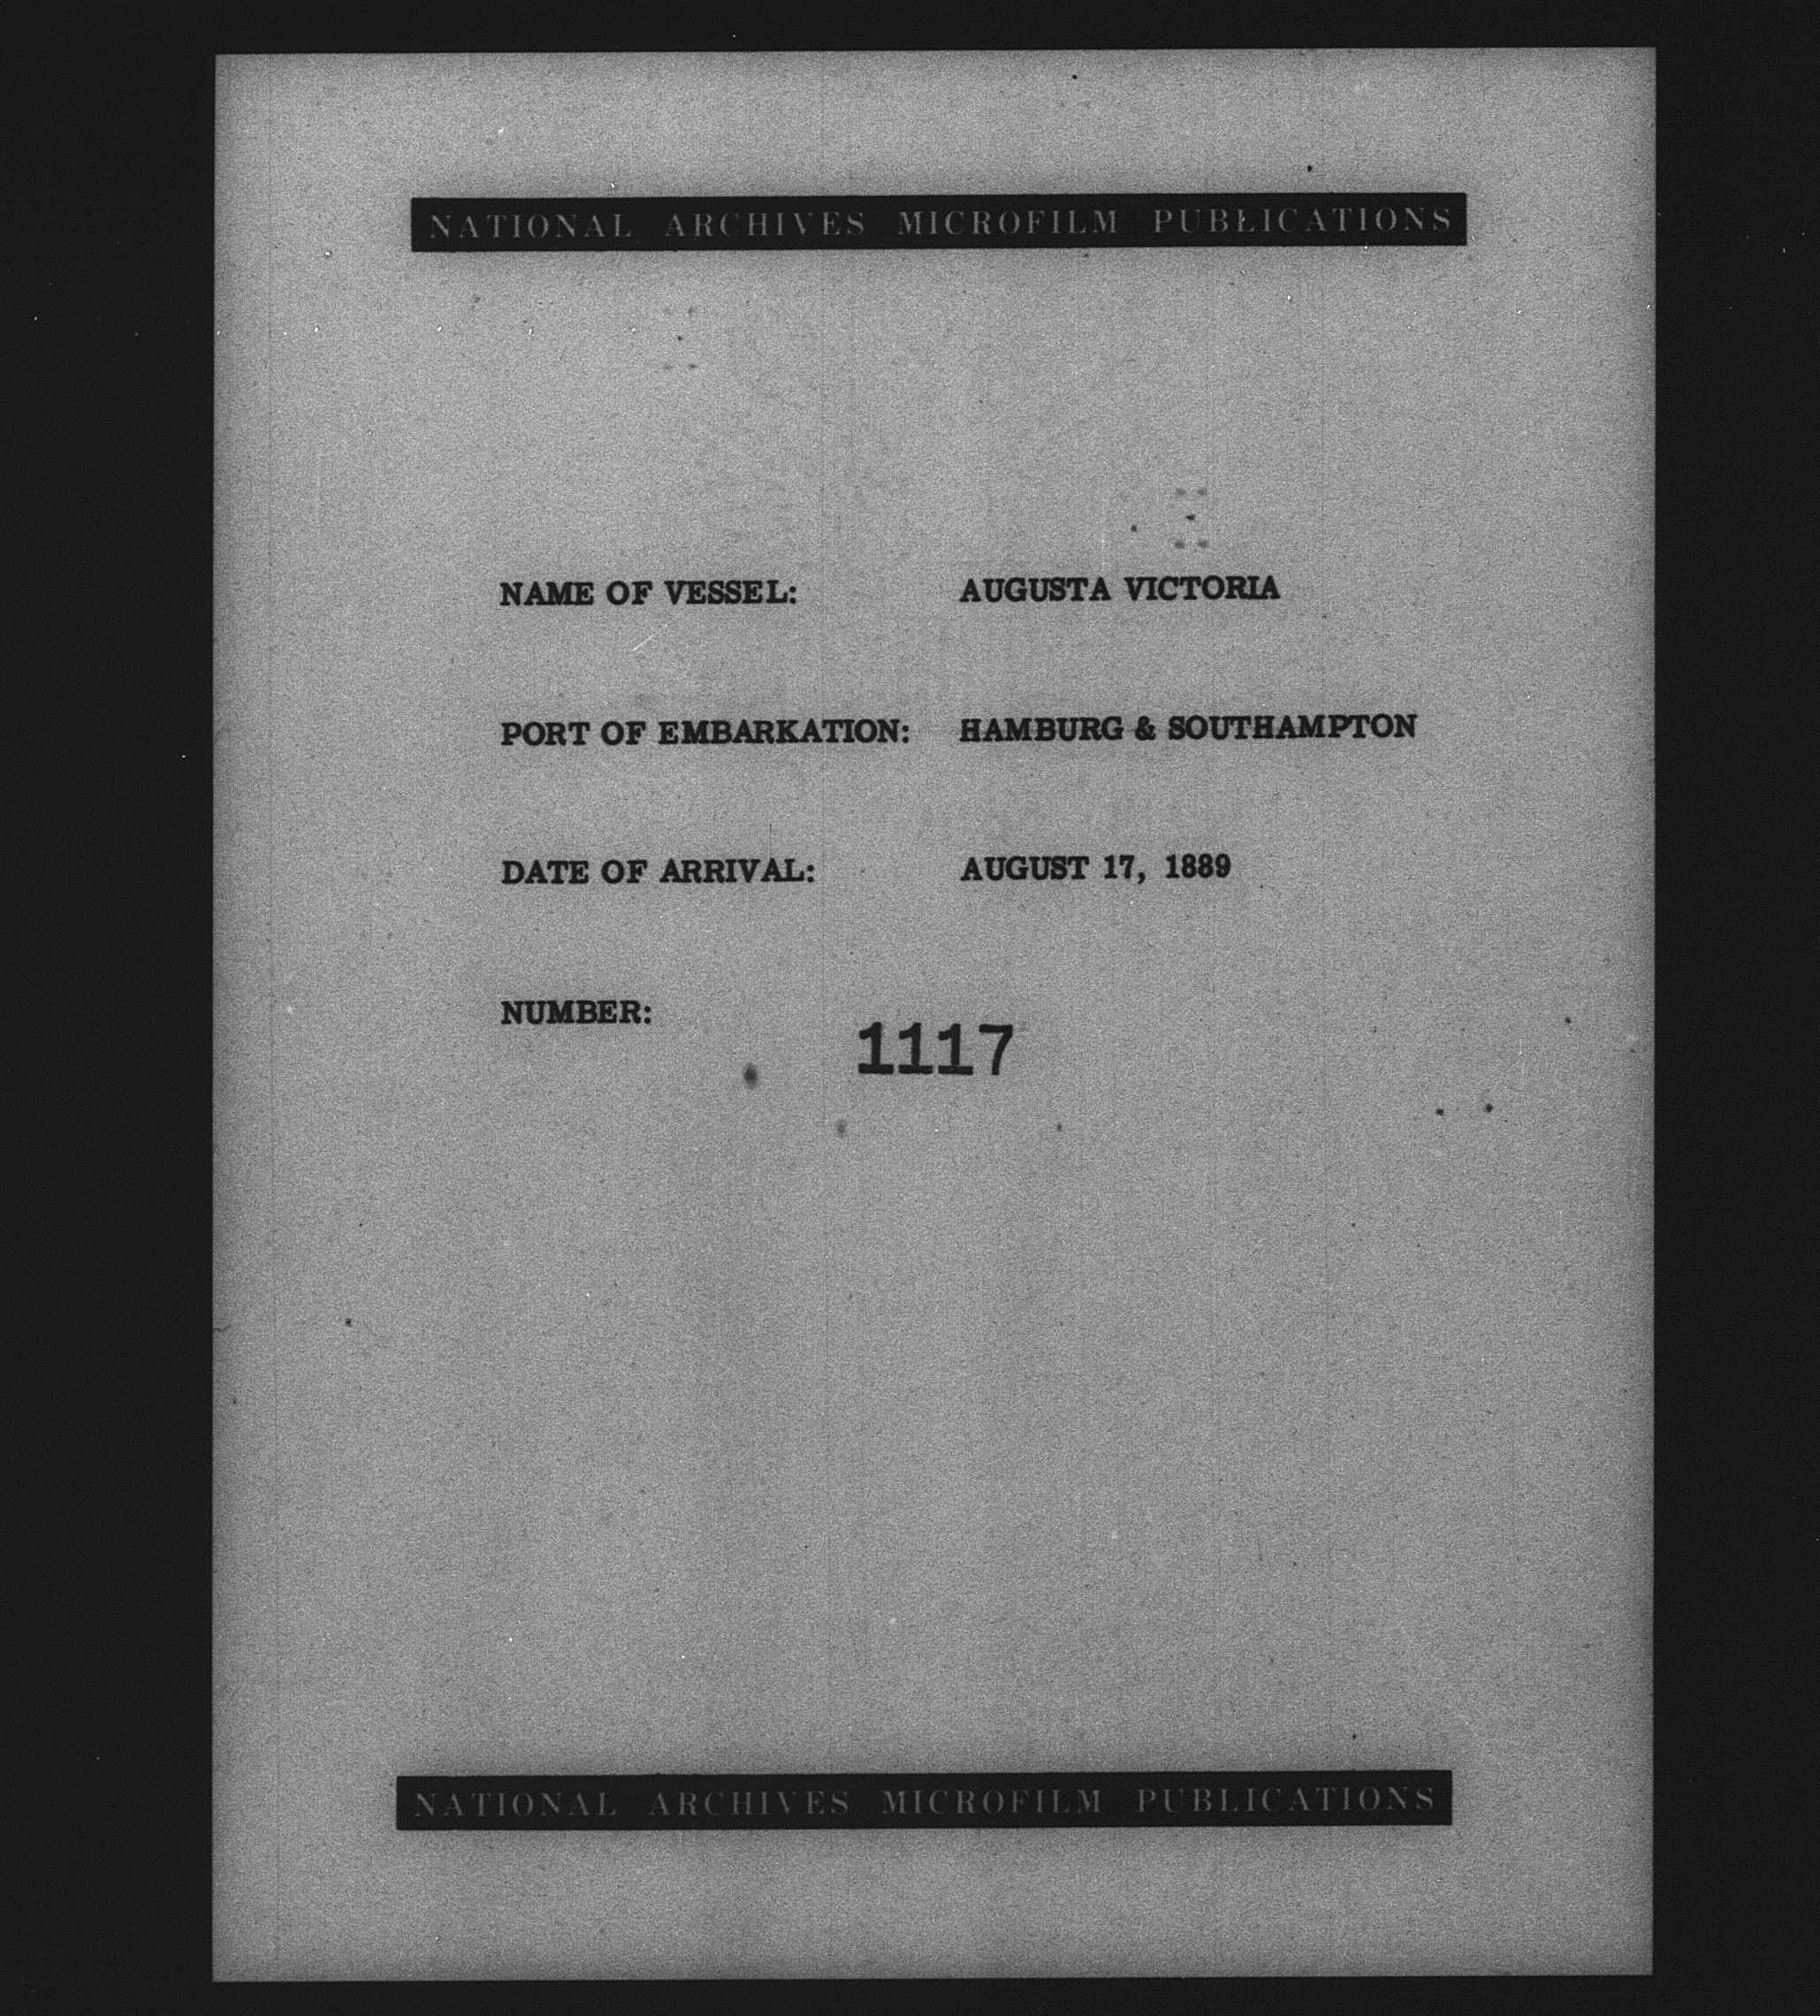 NATIONAL ARCHIVES MICROFILM PUBLICATIONS
NAME OF VESSEL: AUGUSTA VICTORIA
PORT OF EMBARKATION: HAMBURG & SOUTHAMPTON
DATE OF ARRIVAL: AUGUST 17, 1889
NUMBER: 1117
NATIONAL ARCHIVES MICROFILM PUBLICATIONS